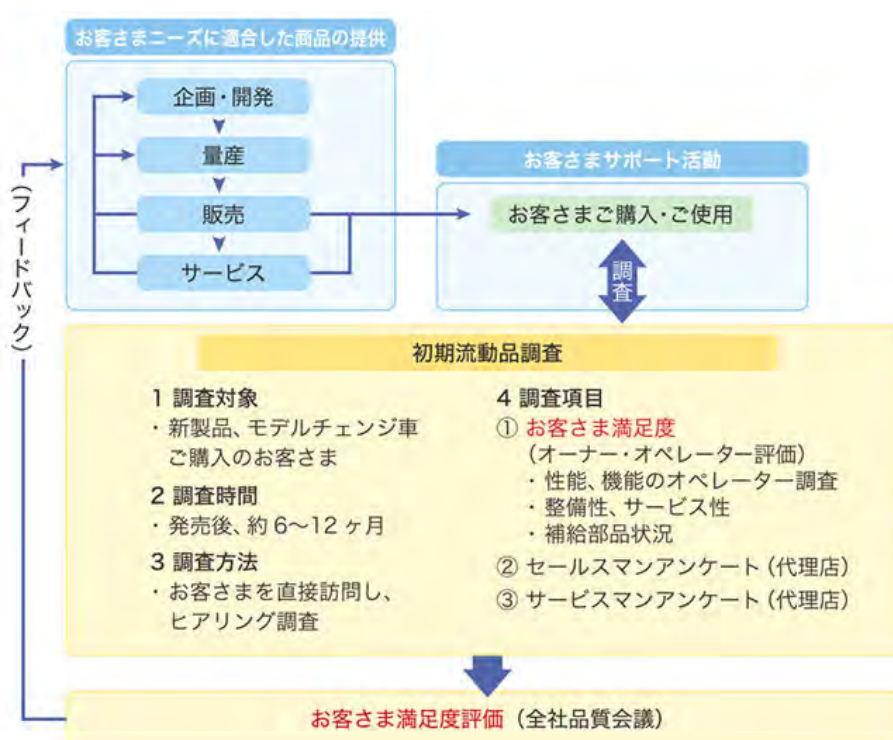 お客さまニーズに適合した商品の提供
企画・開発
量産
販売
サービス
(フィードバック)
お客さまサポート活動
お客さまご購入・ご使用
調査
初期流動品調査
1 調査対象
・新製品、モデルチェンジ車
ご購入のお客さま
2 調査時間
・発売後、約6～12ヶ月
3 調査方法
・お客さまを直接訪問し、
ヒアリング調査
4 調査項目
① お客さま満足度
(オーナー・オペレーター評価)
・性能、機能のオペレーター調査
・整備性、サービス性
・補給部品状況
② セールスマンアンケート(代理店)
③ サービスマンアンケート(代理店)
お客さま満足度評価(全社品質会議)